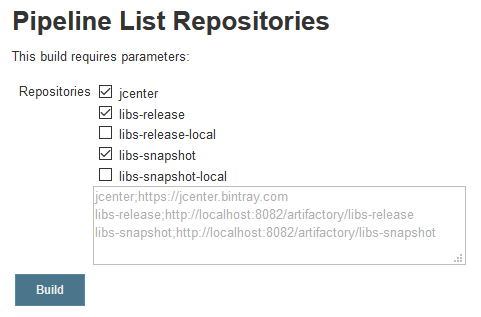 Pipeline List Repositories
This build requires parameters:
Repositories jcenter
libs-release
libs-release-local
libs-snapshot
libs-snapshot-local
jcenter;https://jcenter.bintray.com
libs-release;http://localhost:8082/artifactory/libs-release
libs-snapshot;http://localhost:8082/artifactory/libs-snapshot
Build